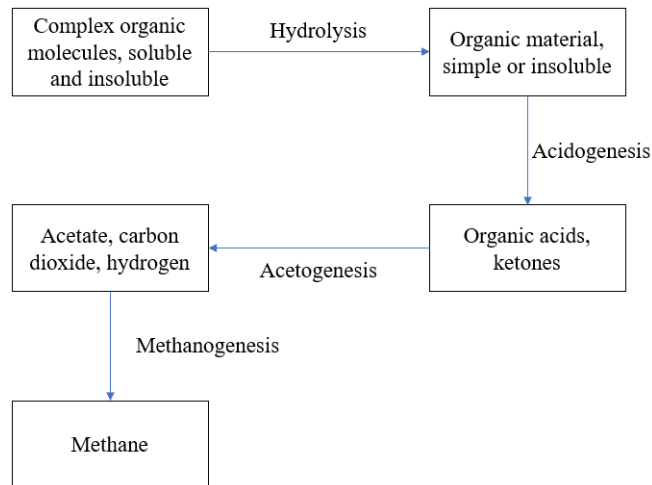 Complex organic
molecules, soluble
and insoluble
Hydrolysis
Organic material,
simple or insoluble
Acidogenesis
Organic acids,
ketones
Acetogenesis
Acetate, carbon
dioxide, hydrogen
Methanogenesis
Methane